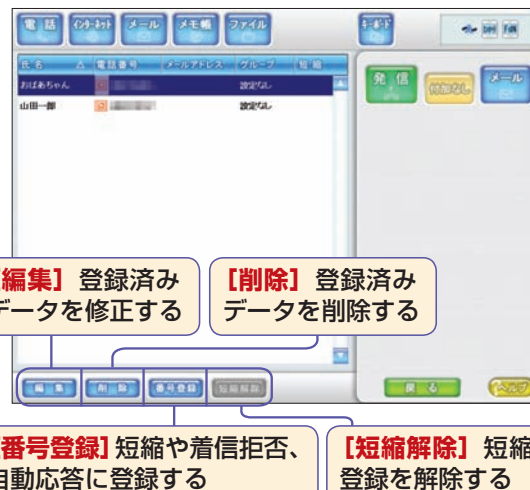 電話 インターネット メール メモ帳 ファイル キーボード
氏名 △ 電話番号 メールアドレス グループ 短縮
おばあちゃん 設定なし
山田一郎 設定なし
発信 付加なし メール
編集】登録済み
データを修正する
【削除】登録済み
データを削除する
編集 削除 番号登録 短縮解除 戻る ヘルプ
番号登録】短縮や着信拒否、
自動応答に登録する
【短縮解除】短縮
登録を解除する